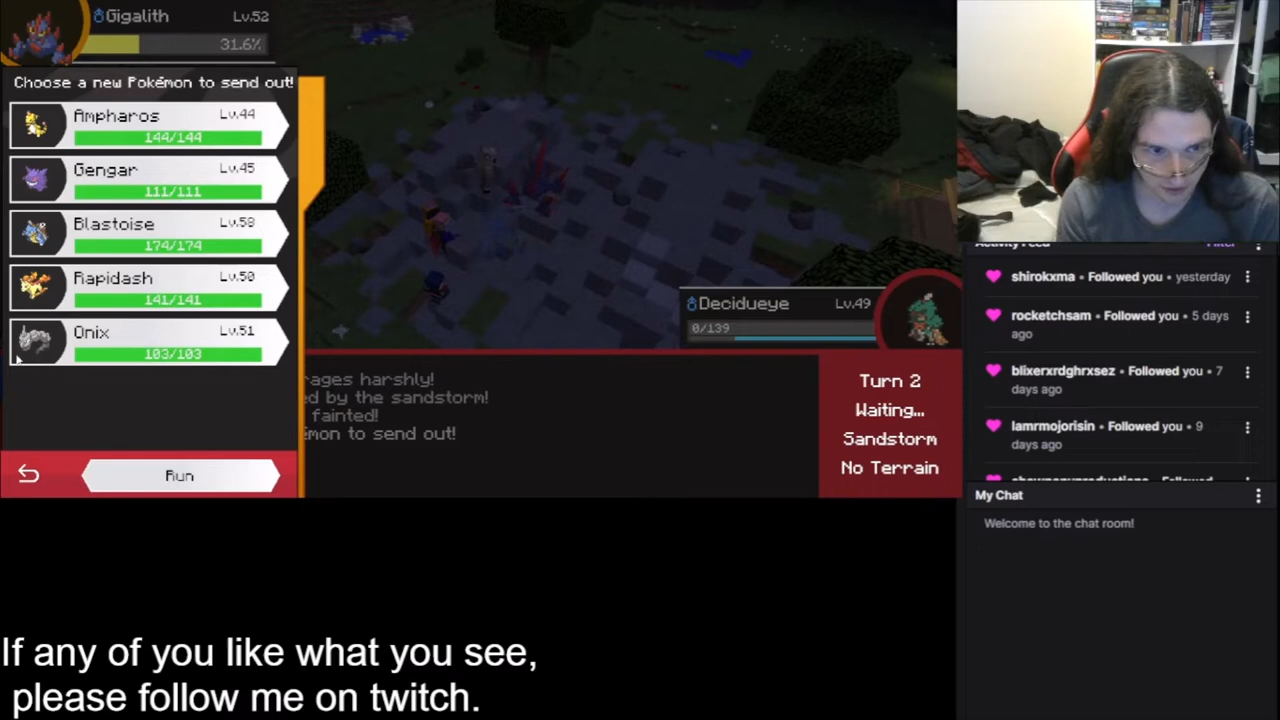 Gigalith Lv.52
31.6%
Choose a new Pokémon to send out!
Ampharos Lv.44
144/144
Gengar Lv.45
111/111
Blastoise Lv.58
174/174
Rapidash Lv.50
141/141
Onix Lv.51
103/103
Run
Decidueye Lv.49
0/139
rages harshly!
ed by the sandstorm!
fainted!
émon to send out!
Turn 2
Waiting...
Sandstorm
No Terrain
Activity Feed Filter
shirokxma • Followed you • yesterday
rocketchsam • Followed you • 5 days
ago
blixerxrdghrxsez • Followed you • 7
days ago
iamrmojorisin • Followed you • 9
days ago
Followed
My Chat
Welcome to the chat room!
If any of you like what you see,
please follow me on twitch.